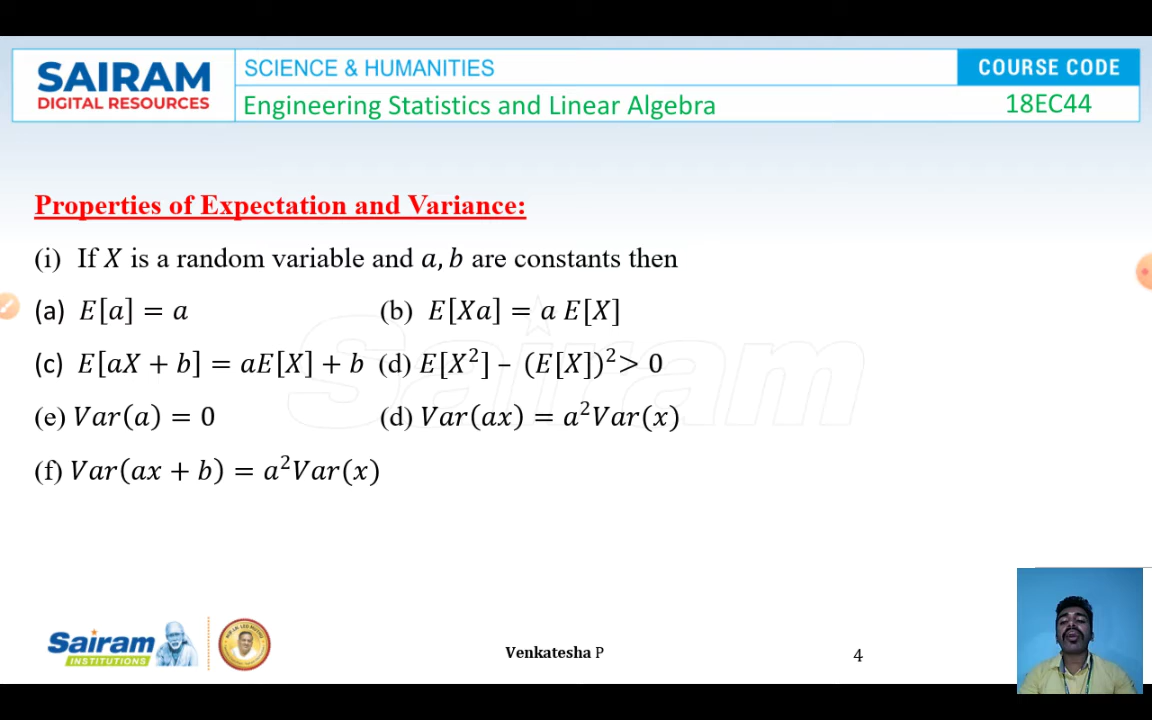 SAIRAM
DIGITAL RESOURCES
SCIENCE & HUMANITIES
Engineering Statistics and Linear Algebra
COURSE CODE
18EC44
Properties of Expectation and Variance:
(i) If X is a random variable and a, b are constants then
(a) E[a] = a (b) E[Xa] = a E[X]
(c) E[aX + b] = aE[X] + b (d) E[X²] – (E[X])² > 0
(e) Var(a) = 0 (d) Var(ax) = a²Var(x)
(f) Var(ax + b) = a²Var(x)
Sairam
Sairam
INSTITUTIONS
Venkatesha P
4